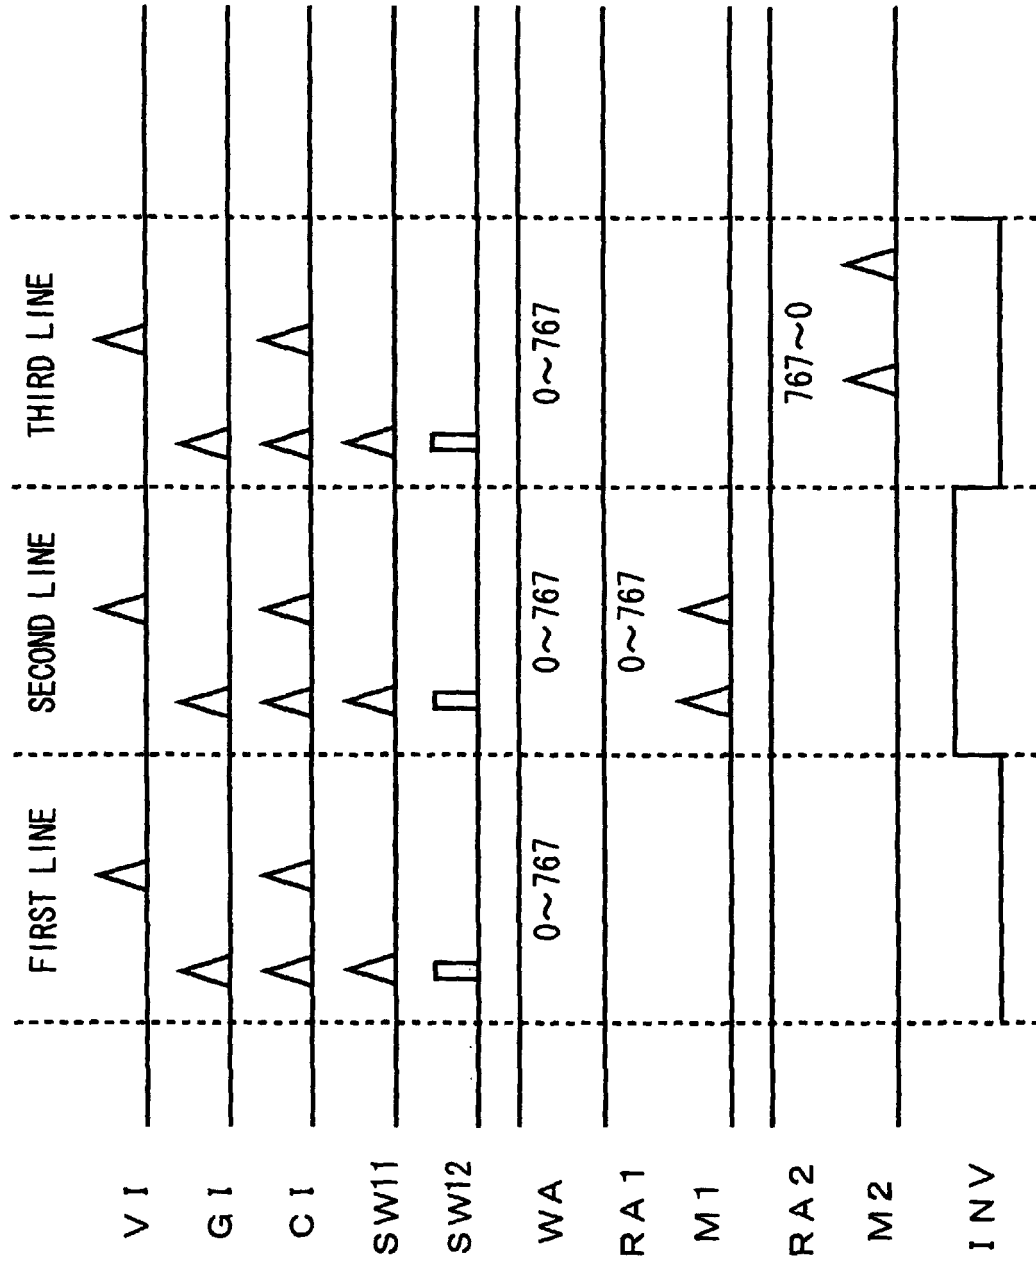 FIRST LINE SECOND LINE THIRD LINE
VI
GI
CI
SW11
SW12
WA 0~767 0~767 0~767
RA1 0~767
M1
RA2 767~0
M2
INV